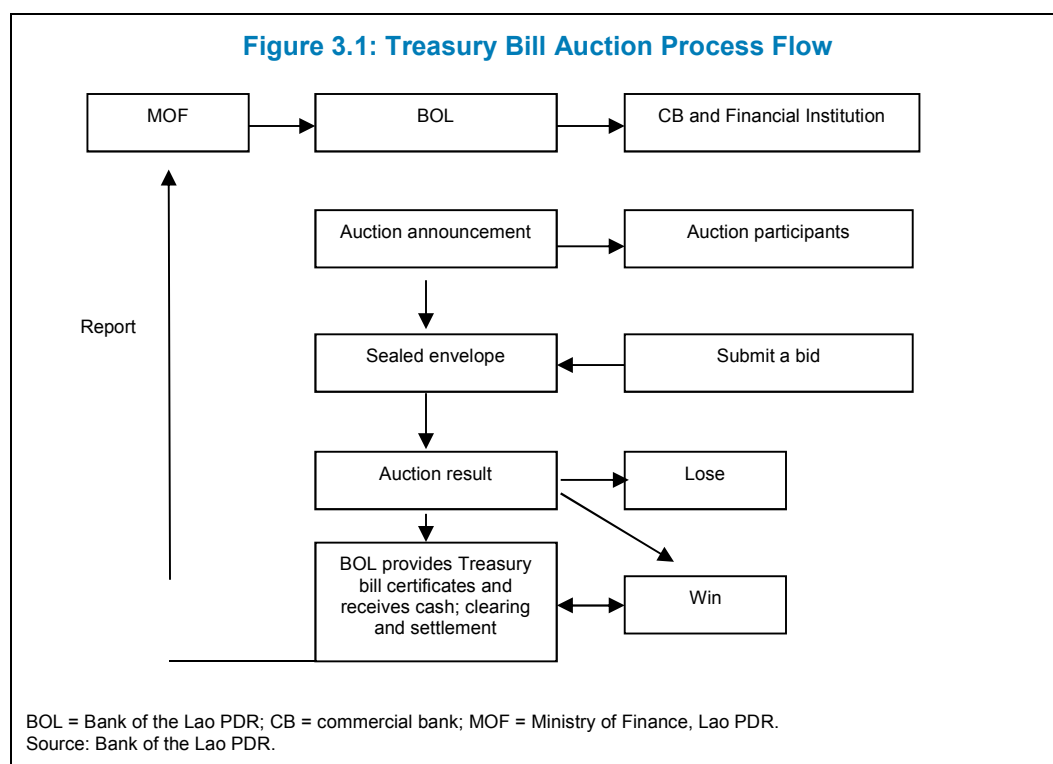 Figure 3.1: Treasury Bill Auction Process Flow
MOF
BOL
CB and Financial Institution
Auction announcement
Auction participants
Report
Sealed envelope
Submit a bid
Auction result
Lose
BOL provides Treasury
bill certificates and
receives cash; clearing
and settlement
Win
BOL = Bank of the Lao PDR; CB = commercial bank; MOF = Ministry of Finance, Lao PDR.
Source: Bank of the Lao PDR.